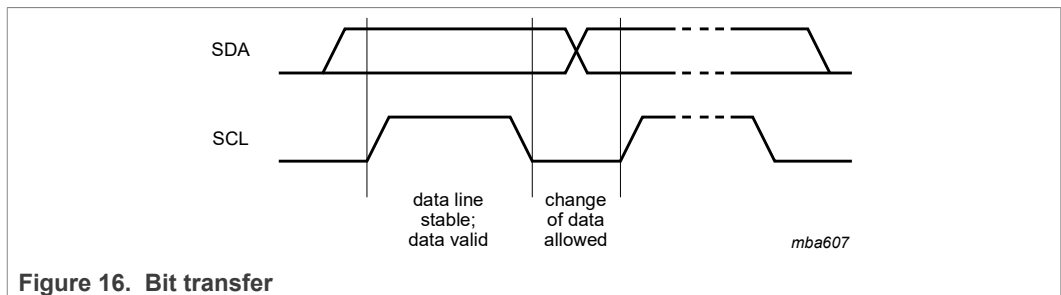 SDA
SCL
data line
stable;
data valid
change
of data
allowed
mba607
Figure 16. Bit transfer